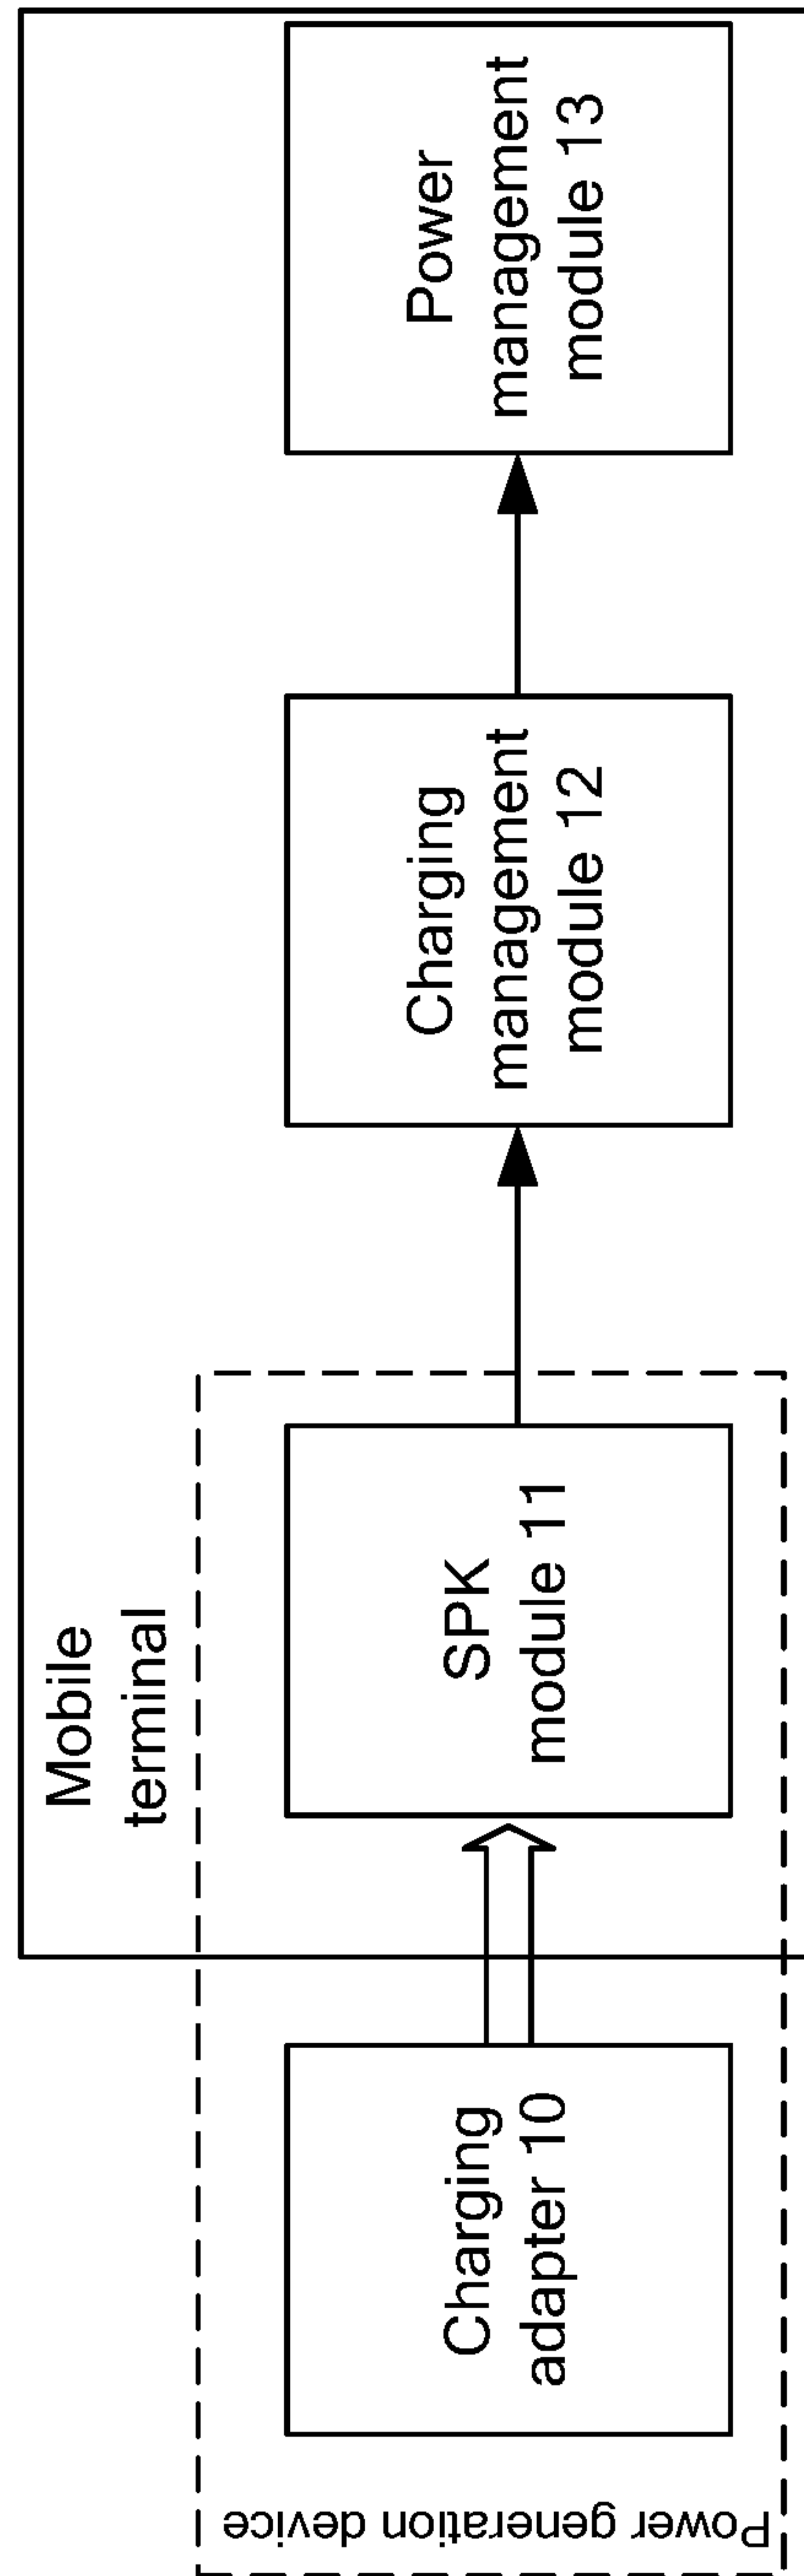 Mobile
terminal
Power generation device
Charging
adapter 10
SPK
module 11
Charging
management
module 12
Power
management
module 13